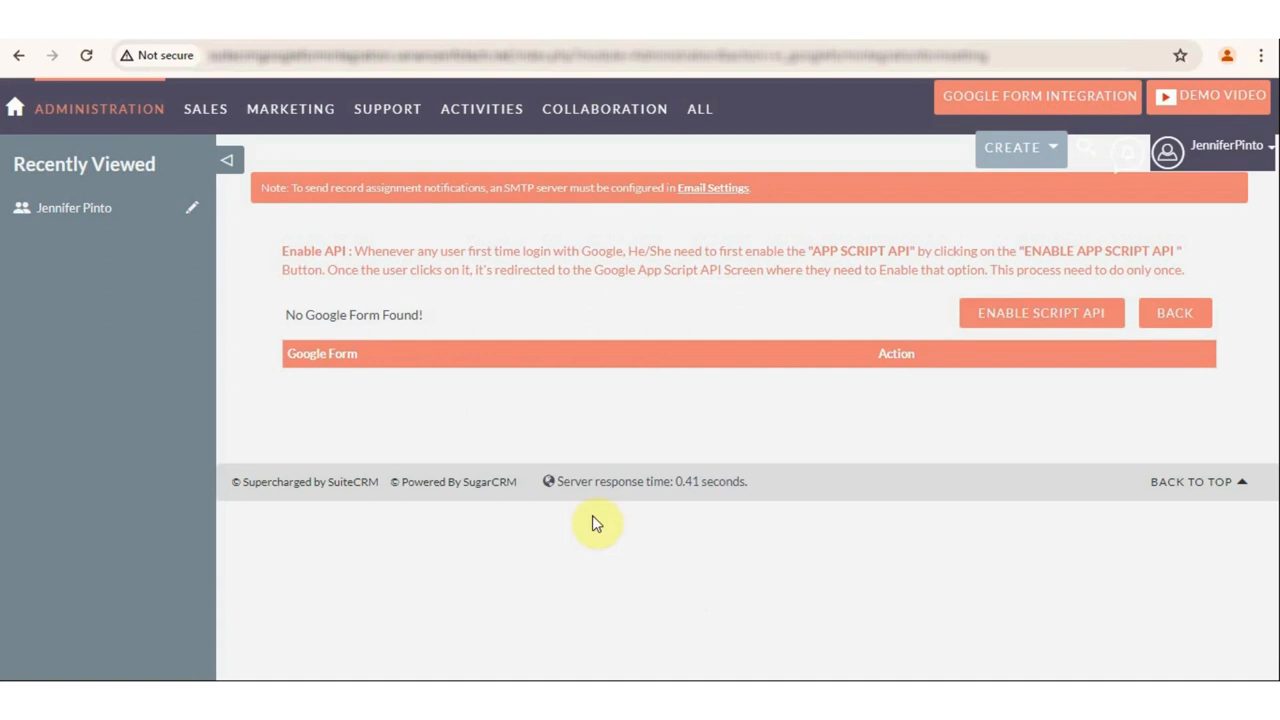 Not secure
ADMINISTRATION SALES MARKETING SUPPORT ACTIVITIES COLLABORATION ALL
GOOGLE FORM INTEGRATION
DEMO VIDEO
CREATE
JenniferPinto
Recently Viewed
Jennifer Pinto
Note: To send record assignment notifications, an SMTP server must be configured in Email Settings.
Enable API : Whenever any user first time login with Google, He/She need to first enable the "APP SCRIPT API" by clicking on the "ENABLE APP SCRIPT API "
Button. Once the user clicks on it, it's redirected to the Google App Script API Screen where they need to Enable that option. This process need to do only once.
No Google Form Found!
ENABLE SCRIPT API
BACK
Google Form Action
© Supercharged by SuiteCRM © Powered By SugarCRM Server response time: 0.41 seconds. BACK TO TOP